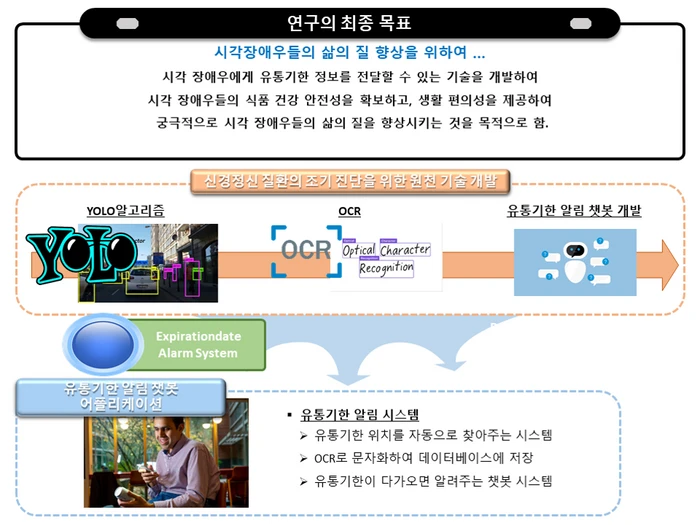 연구의 최종 목표
시각장애우들의 삶의 질 향상을 위하여 ...
시각 장애우에게 유통기한 정보를 전달할 수 있는 기술을 개발하여
시각 장애우들의 식품 건강 안전성을 확보하고, 생활 편의성을 제공하여
궁극적으로 시각 장애우들의 삶의 질을 향상시키는 것을 목적으로 함.
신경정신 질환의 조기 진단을 위한 원천 기술 개발
YOLO알고리즘
OCR
유통기한 알림 챗봇 개발
YOLO
OCR
Optical Character
Recognition
Expirationdate
Alarm System
유통기한 알림 챗봇
어플리케이션
▪ 유통기한 알림 시스템
➢ 유통기한 위치를 자동으로 찾아주는 시스템
➢ OCR로 문자화하여 데이터베이스에 저장
➢ 유통기한이 다가오면 알려주는 챗봇 시스템